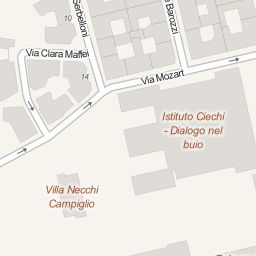 10
Serbelloni
Barozzi
Via Clara Maffei
14
Via Mozart
Istituto Ciechi
- Dialogo nel
buio
Villa Necchi
Campiglio